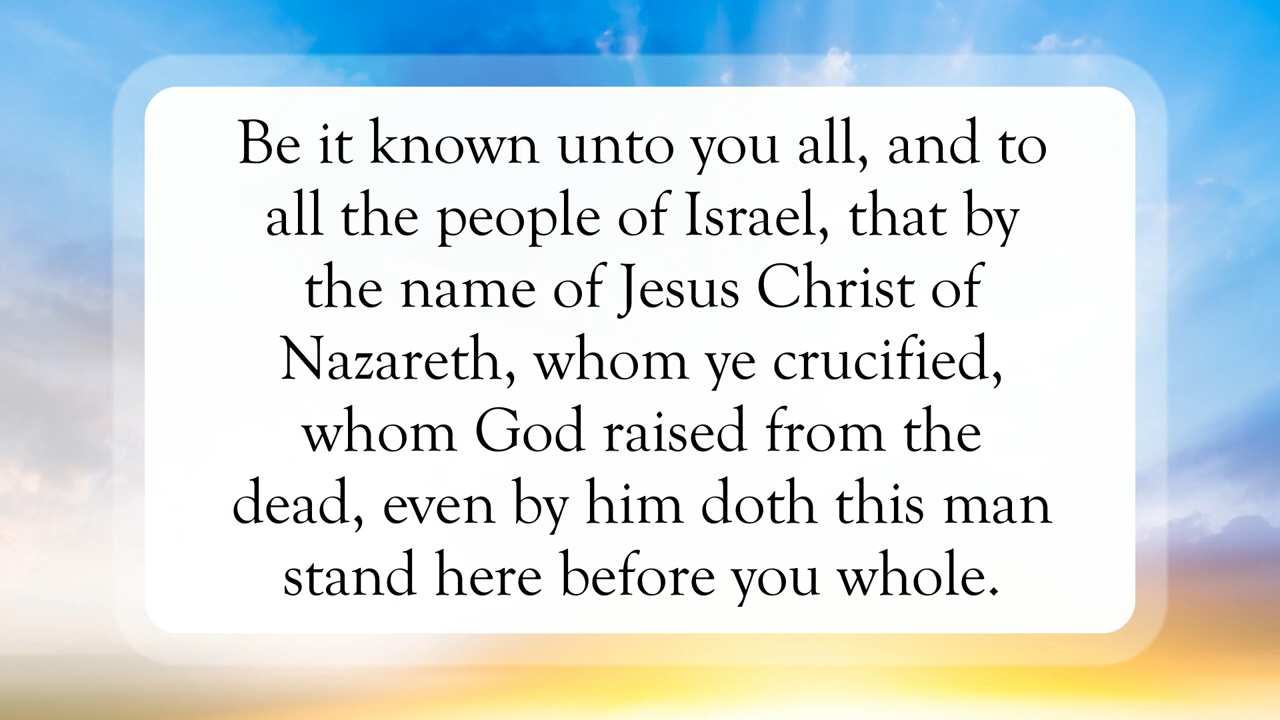 Be it known unto you all, and to
all the people of Israel, that by
the name of Jesus Christ of
Nazareth, whom ye crucified,
whom God raised from the
dead, even by him doth this man
stand here before you whole.